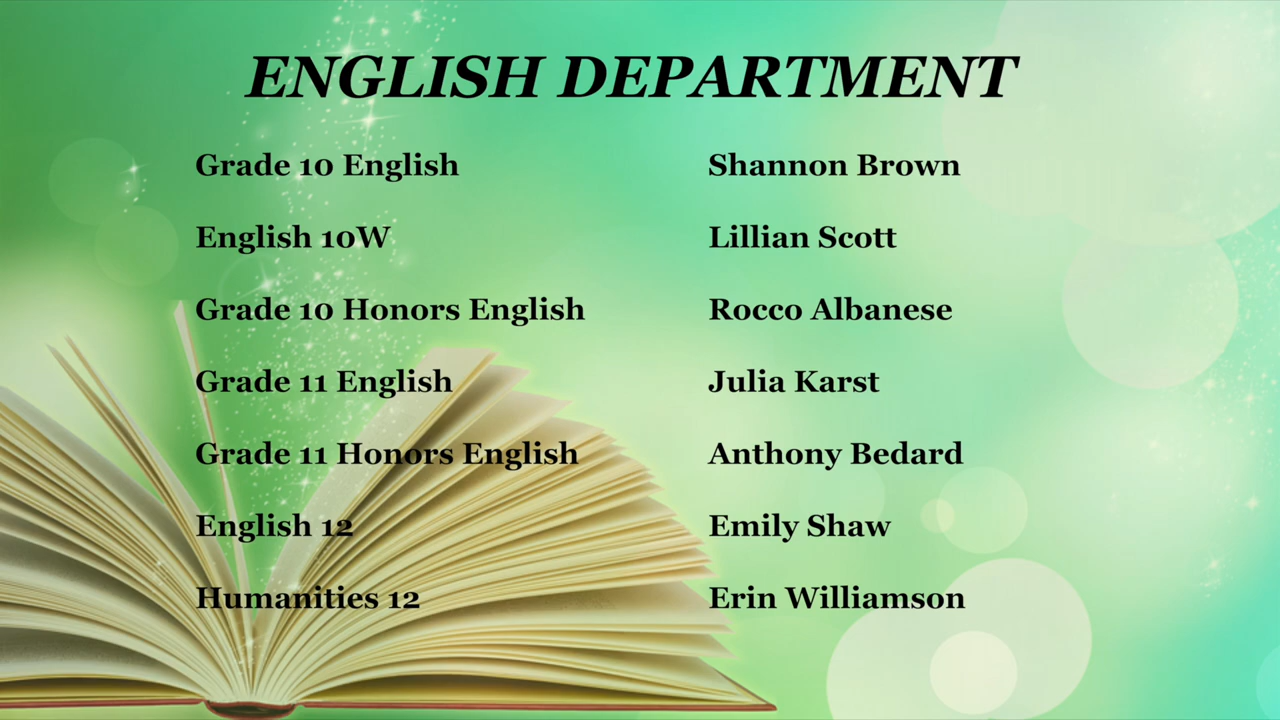 ENGLISH DEPARTMENT
Grade 10 English Shannon Brown
English 10W Lillian Scott
Grade 10 Honors English Rocco Albanese
Grade 11 English Julia Karst
Grade 11 Honors English Anthony Bedard
English 12 Emily Shaw
Humanities 12 Erin Williamson